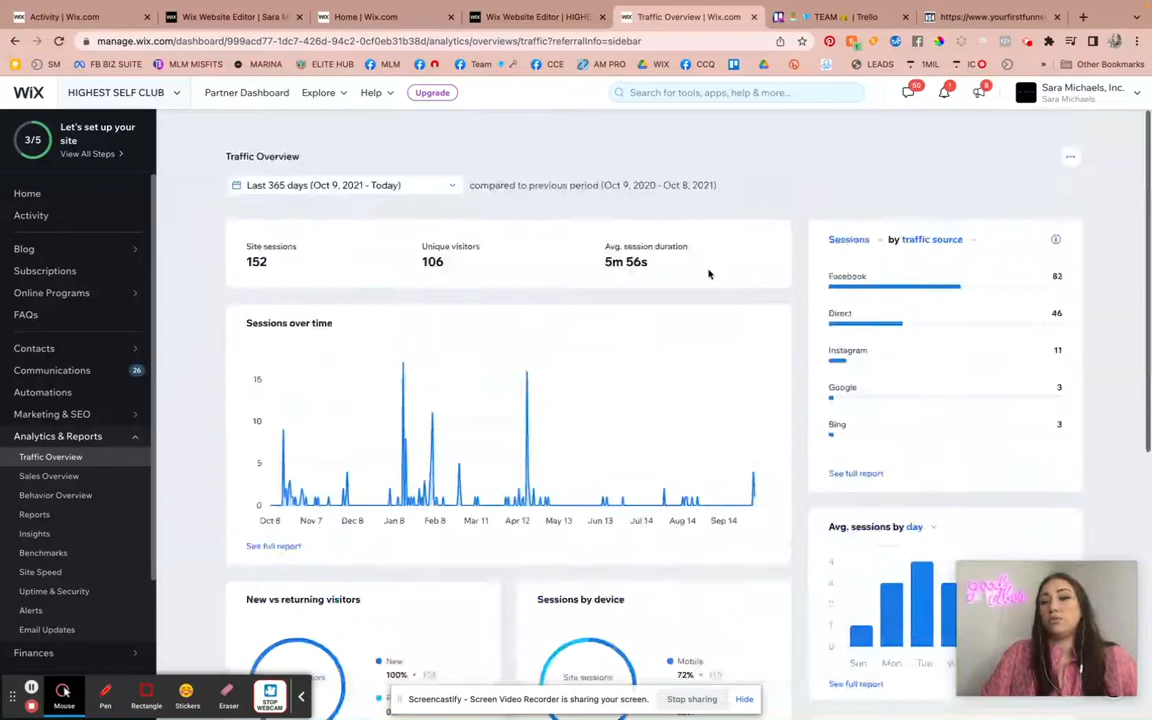 Activity | Wix.com
Wix Website Editor | Sara M
Home | Wix.com
Wix Website Editor | HIGHE
Traffic Overview | Wix.com
TEAM | Trello
https://www.yourfirstfunne
manage.wix.com/dashboard/999acd77-1dc7-426d-94c2-0cf0eb31b38d/analytics/overviews/traffic?referralInfo=sidebar
SM
FB BIZ SUITE
MLM MISFITS
MARINA
ELITE HUB
MLM
Team
CCE
AM PRO
WIX
CCQ
LEADS
1MIL
IC
Other Bookmarks
WiX
HIGHEST SELF CLUB
Partner Dashboard
Explore
Help
Upgrade
Search for tools, apps, help & more...
50
Sara Michaels, Inc.
Sara Michaels
3/5
Let's set up your
site
View All Steps
Home
Activity
Blog
Subscriptions
Online Programs
FAQs
Contacts
Communications 26
Automations
Marketing & SEO
Analytics & Reports
Traffic Overview
Sales Overview
Behavior Overview
Reports
Insights
Benchmarks
Site Speed
Uptime & Security
Alerts
Email Updates
Finances
Traffic Overview
Last 365 days (Oct 9, 2021 - Today)
compared to previous period (Oct 9, 2020 - Oct 8, 2021)
Site sessions
152
Unique visitors
106
Avg. session duration
5m 56s
Sessions over time
15
10
5
0
Oct 8 Nov 7 Dec 8 Jan 8 Feb 8 Mar 11 Apr 12 May 13 Jun 13 Jul 14 Aug 14 Sep 14
See full report
Sessions by traffic source
Facebook 82
Direct 46
Instagram 11
Google 3
Bing 3
See full report
Avg. sessions by day
4
3
2
1
0
Sun Mon Tue
See full report
New vs returning visitors
New
100%
Sessions by device
Site sessions
Mobile
72%
good
vibes
Mouse
Pen
Rectangle
Stickers
Eraser
STOP
WEBCAM
Screencastify - Screen Video Recorder is sharing your screen.
Stop sharing
Hide